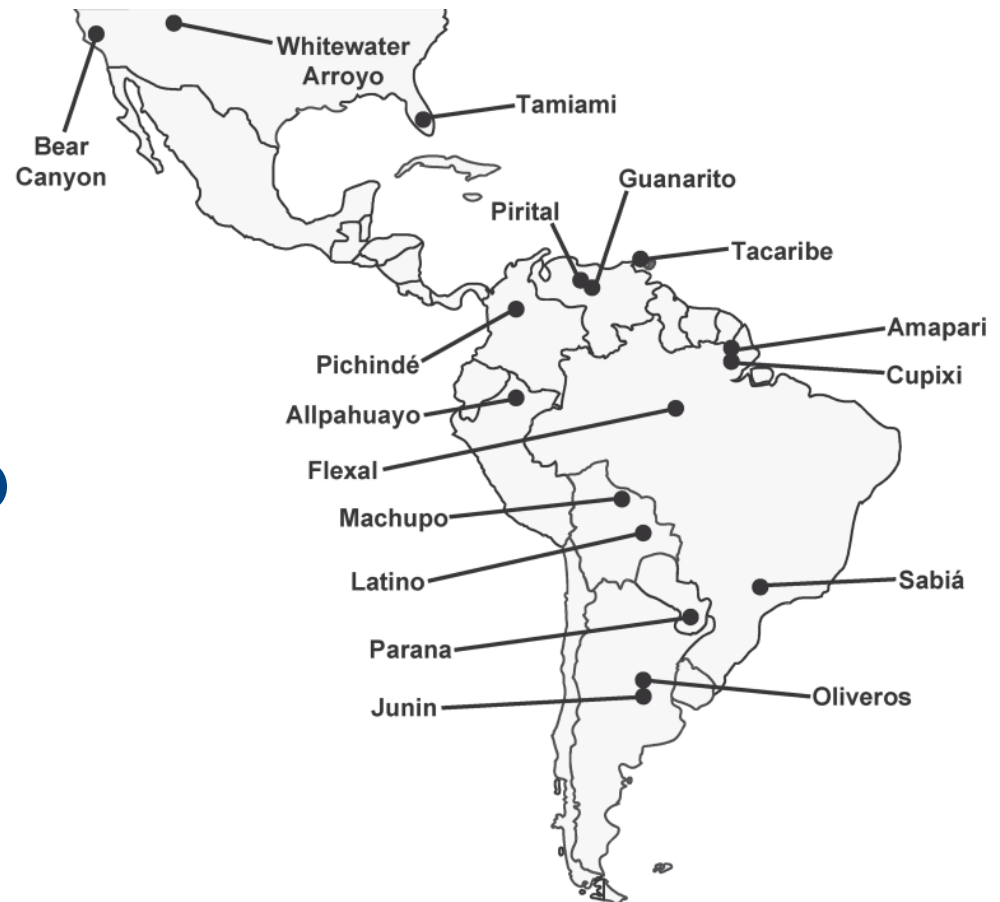 Whitewater
Arroyo
Tamiami
Bear
Canyon
Guanarito
Pirital
Tacaribe
Amapari
Pichindé
Cupixi
Allpahuayo
Flexal
Machupo
Latino
Sabiá
Parana
Oliveros
Junin